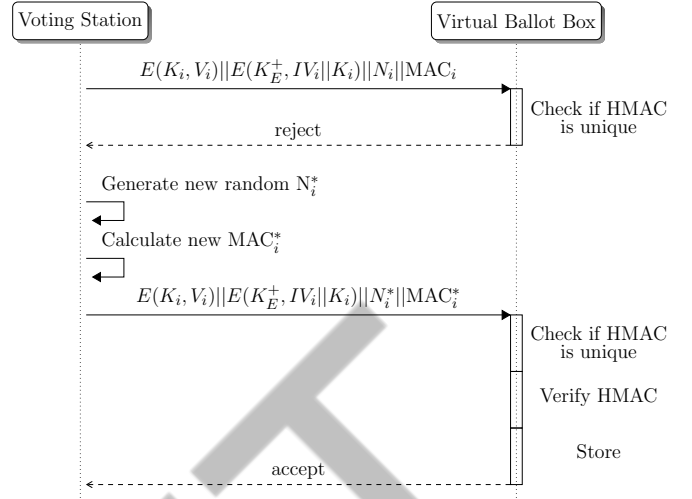 Voting Station
Virtual Ballot Box
E(K_i, V_i)||E(K_E^+, IV_i||K_i)||N_i||MAC_i
Check if HMAC
is unique
reject
Generate new random N_i^*
Calculate new MAC_i^*
E(K_i, V_i)||E(K_E^+, IV_i||K_i)||N_i^*||MAC_i^*
Check if HMAC
is unique
Verify HMAC
Store
accept